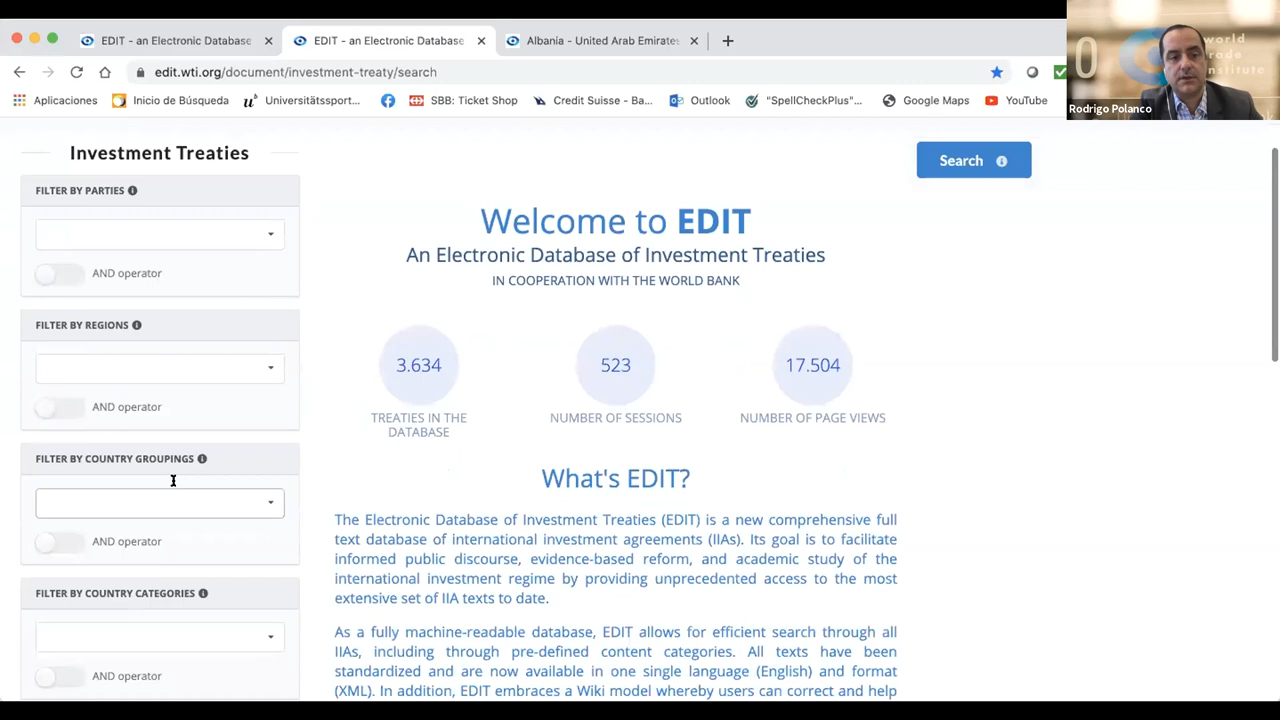 EDIT - an Electronic Database
EDIT - an Electronic Database
Albania - United Arab Emirates
edit.wti.org/document/investment-treaty/search
Aplicaciones
Inicio de Búsqueda
Universitätssport...
SBB: Ticket Shop
Credit Suisse - Ba...
Outlook
"SpellCheckPlus"...
Google Maps
YouTube
world
trade
institute
Rodrigo Polanco
Investment Treaties
FILTER BY PARTIES
AND operator
FILTER BY REGIONS
AND operator
FILTER BY COUNTRY GROUPINGS
AND operator
FILTER BY COUNTRY CATEGORIES
AND operator
Search
Welcome to EDIT
An Electronic Database of Investment Treaties
IN COOPERATION WITH THE WORLD BANK
3.634
523
17.504
TREATIES IN THE
DATABASE
NUMBER OF SESSIONS
NUMBER OF PAGE VIEWS
What's EDIT?
The Electronic Database of Investment Treaties (EDIT) is a new comprehensive full
text database of international investment agreements (IIAs). Its goal is to facilitate
informed public discourse, evidence-based reform, and academic study of the
international investment regime by providing unprecedented access to the most
extensive set of IIA texts to date.
As a fully machine-readable database, EDIT allows for efficient search through all
IIAs, including through pre-defined content categories. All texts have been
standardized and are now available in one single language (English) and format
(XML). In addition, EDIT embraces a Wiki model whereby users can correct and help